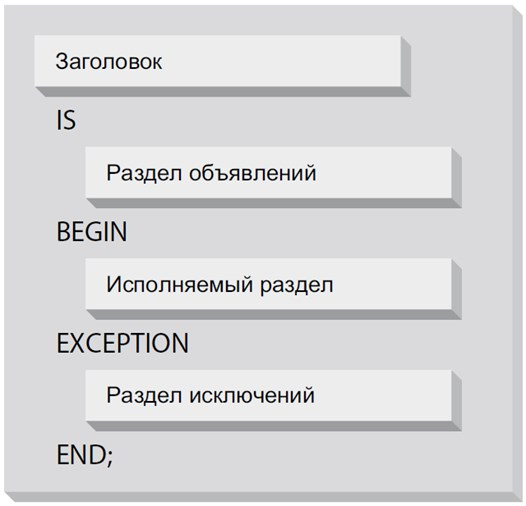 Заголовок
IS
Раздел объявлений
BEGIN
Исполняемый раздел
EXCEPTION
Раздел исключений
END;